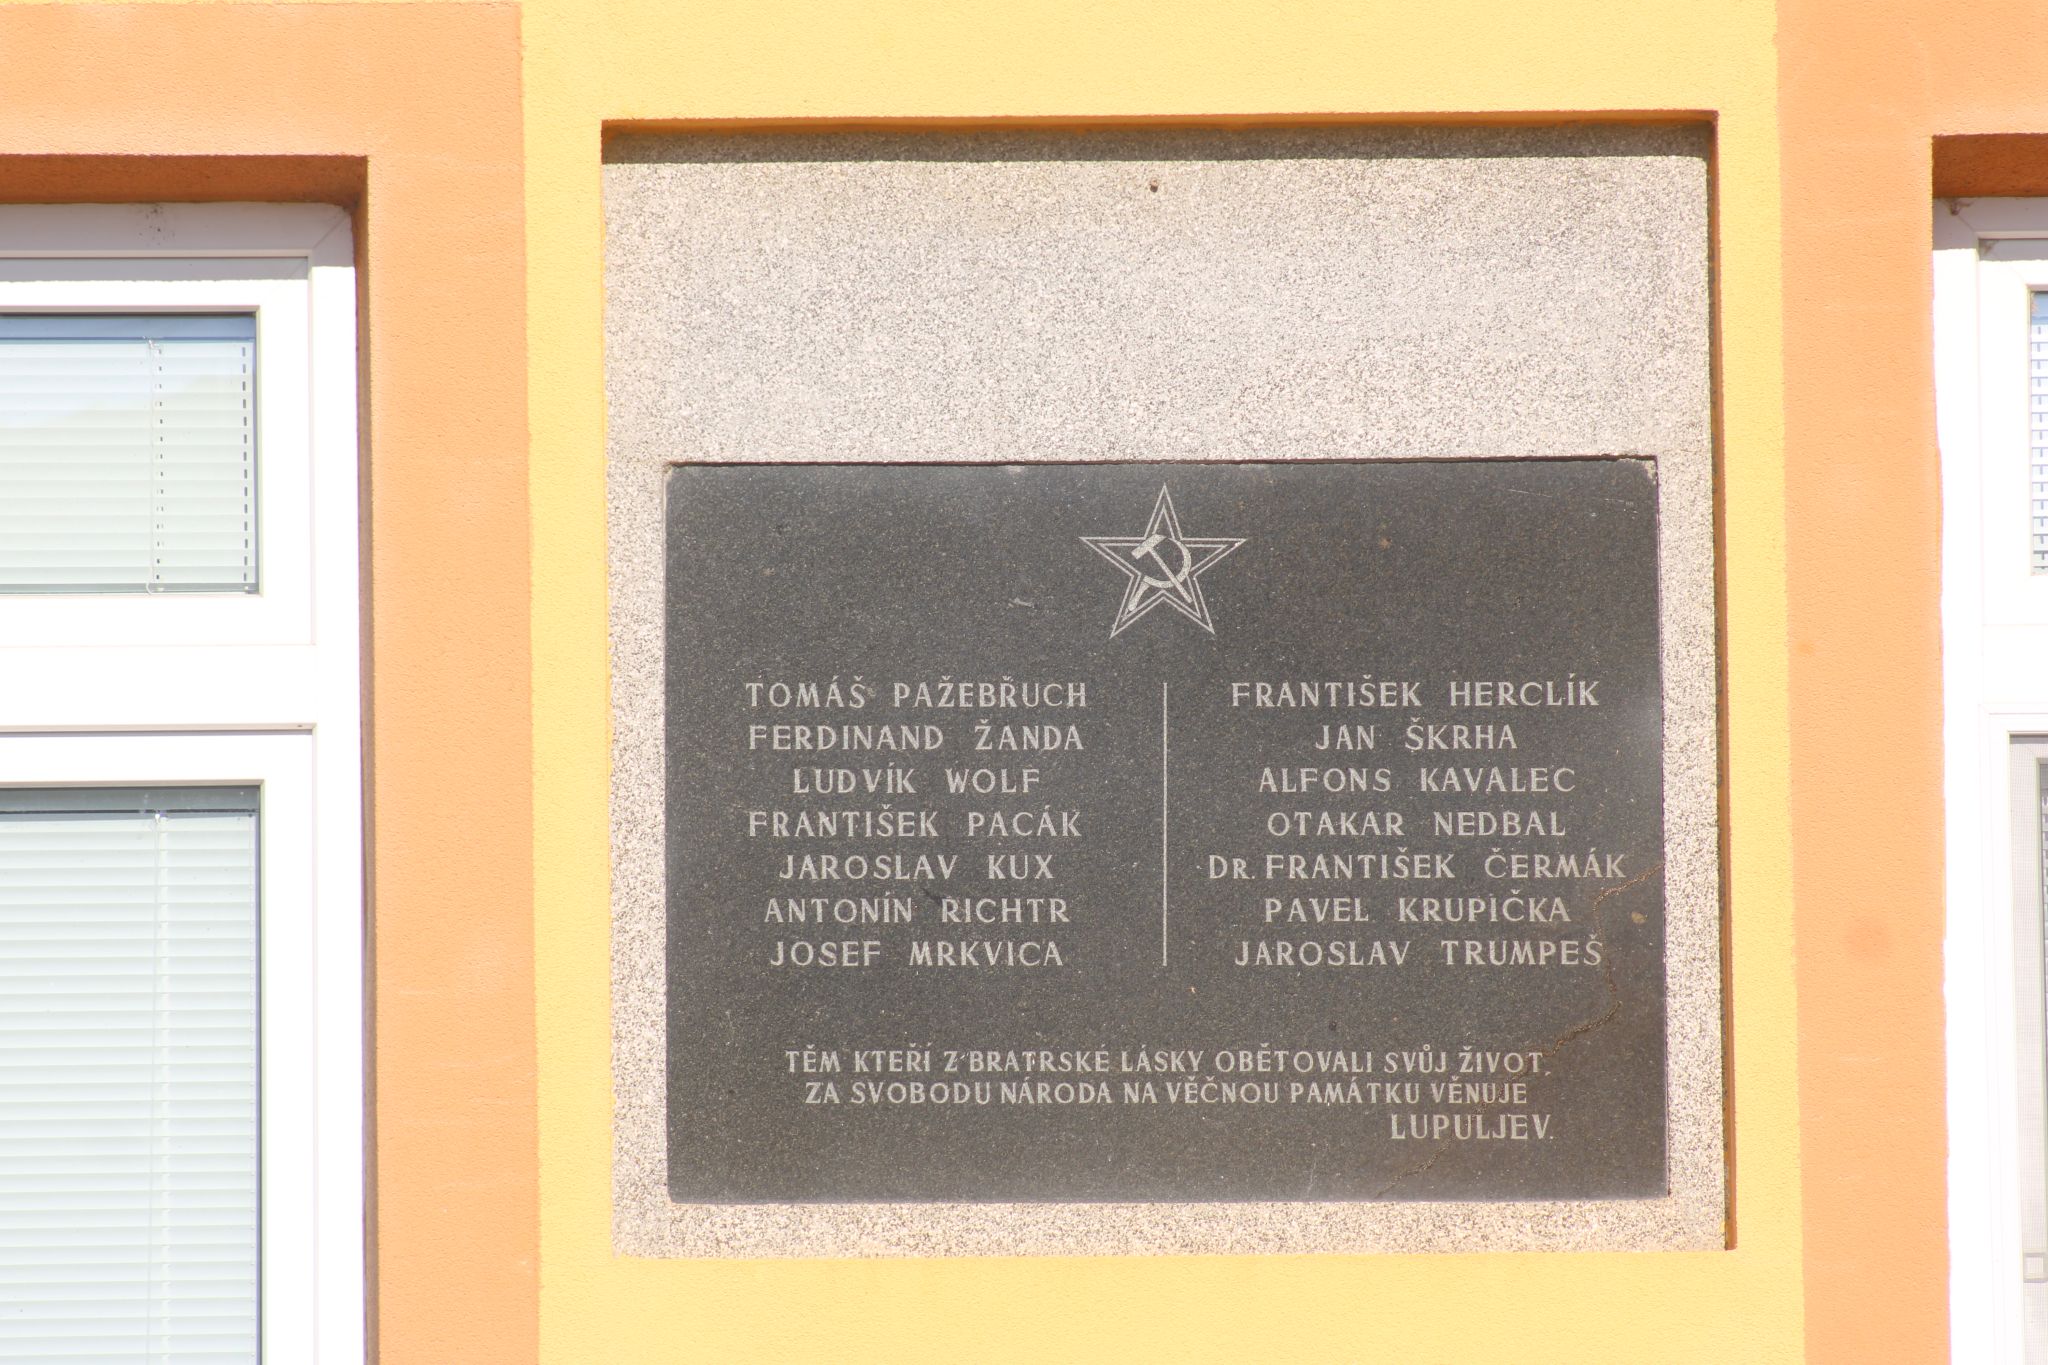 TOMÁŠ PAŽEBŘUCH
FERDINAND ŽANDA
LUDVÍK WOLF
FRANTIŠEK PACÁK
JAROSLAV KUX
ANTONÍN RICHTR
JOSEF MRKVICA
FRANTIŠEK HERCLÍK
JAN ŠKRHA
ALFONS KAVALEC
OTAKAR NEDBAL
DR. FRANTIŠEK ČERMÁK
PAVEL KRUPIČKA
JAROSLAV TRUMPEŠ
TĚM KTEŘÍ Z BRATRSKÉ LÁSKY OBĚTOVALI SVŮJ ŽIVOT,
ZA SVOBODU NÁRODA NA VĚČNOU PAMÁTKU VĚNUJE
LUPULJEV.